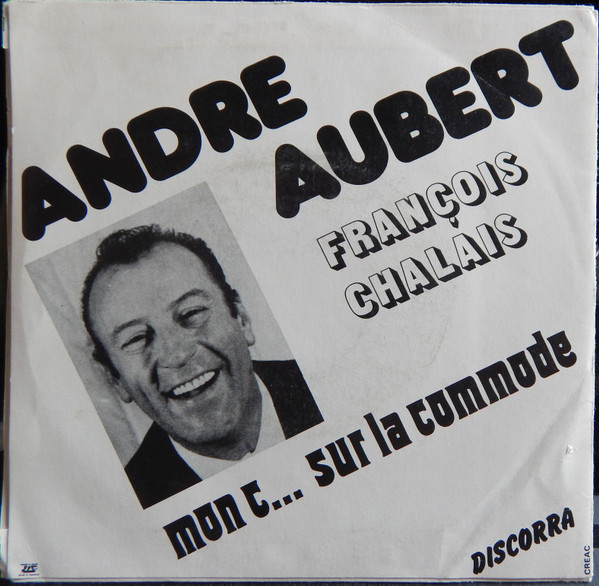 ANDRE
AUBERT
FRANÇOIS
CHALAIS
mon c... sur la commode
DISCORRA
CREAC